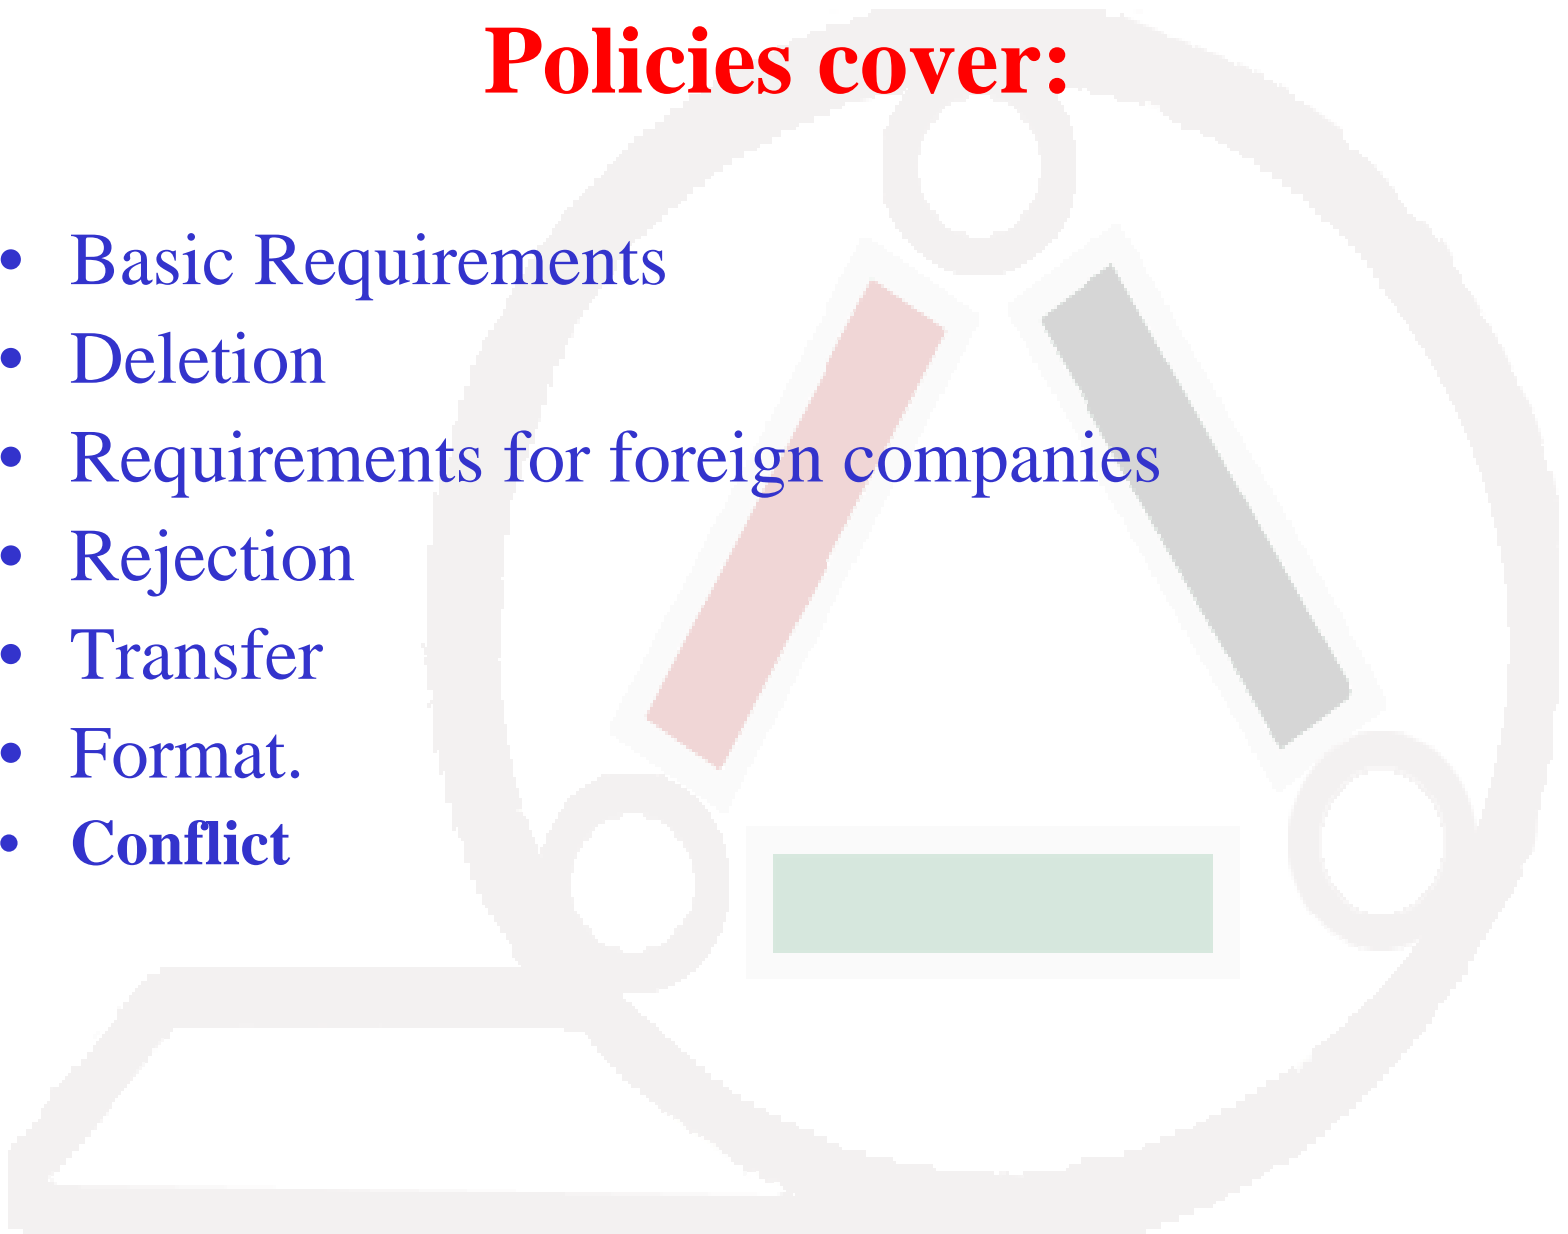 Policies cover:
• Basic Requirements
• Deletion
• Requirements for foreign companies
• Rejection
• Transfer
• Format.
• Conflict